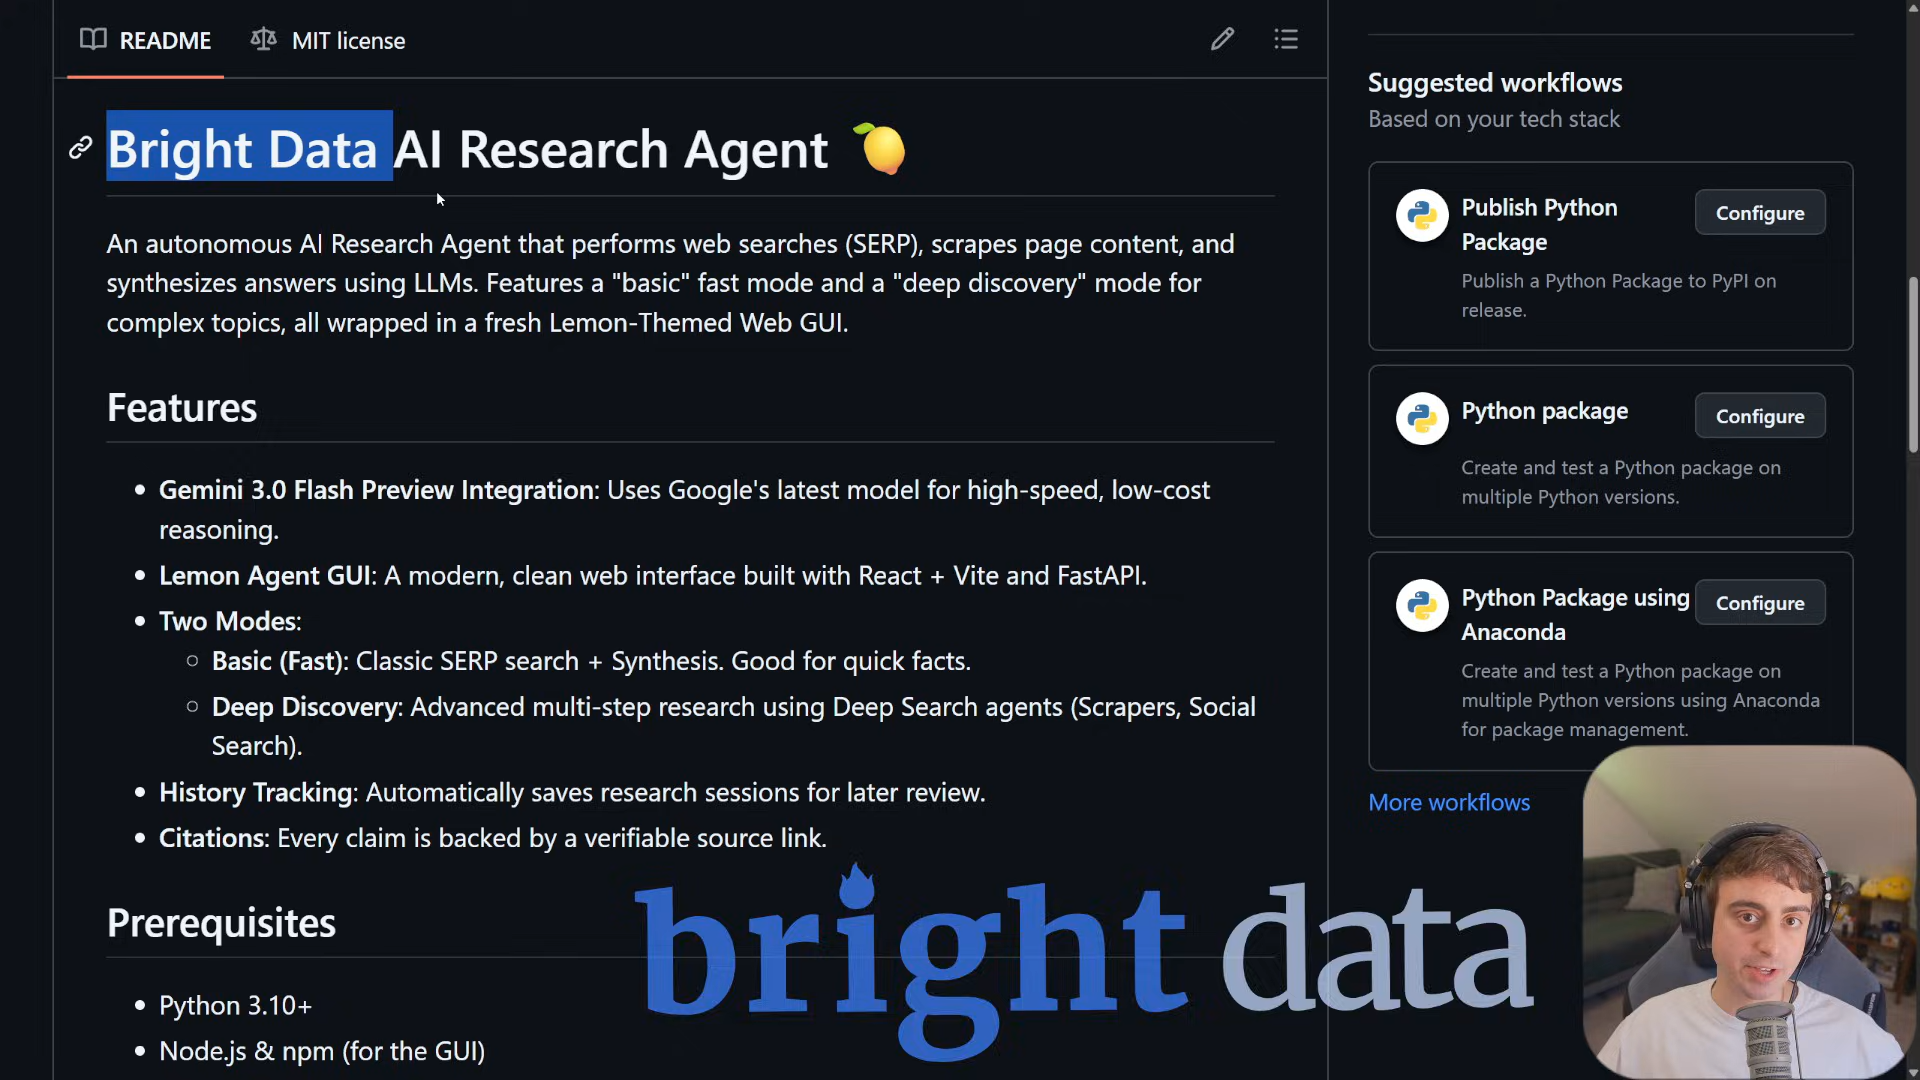 README
MIT license
Bright Data AI Research Agent
An autonomous AI Research Agent that performs web searches (SERP), scrapes page content, and
synthesizes answers using LLMs. Features a "basic" fast mode and a "deep discovery" mode for
complex topics, all wrapped in a fresh Lemon-Themed Web GUI.
Features
Gemini 3.0 Flash Preview Integration: Uses Google's latest model for high-speed, low-cost
reasoning.
Lemon Agent GUI: A modern, clean web interface built with React + Vite and FastAPI.
Two Modes:
Basic (Fast): Classic SERP search + Synthesis. Good for quick facts.
Deep Discovery: Advanced multi-step research using Deep Search agents (Scrapers, Social
Search).
History Tracking: Automatically saves research sessions for later review.
Citations: Every claim is backed by a verifiable source link.
Prerequisites
Python 3.10+
Node.js & npm (for the GUI)
bright data
Suggested workflows
Based on your tech stack
Publish Python
Package
Configure
Publish a Python Package to PyPI on
release.
Python package
Configure
Create and test a Python package on
multiple Python versions.
Python Package using
Anaconda
Configure
Create and test a Python package on
multiple Python versions using Anaconda
for package management.
More workflows